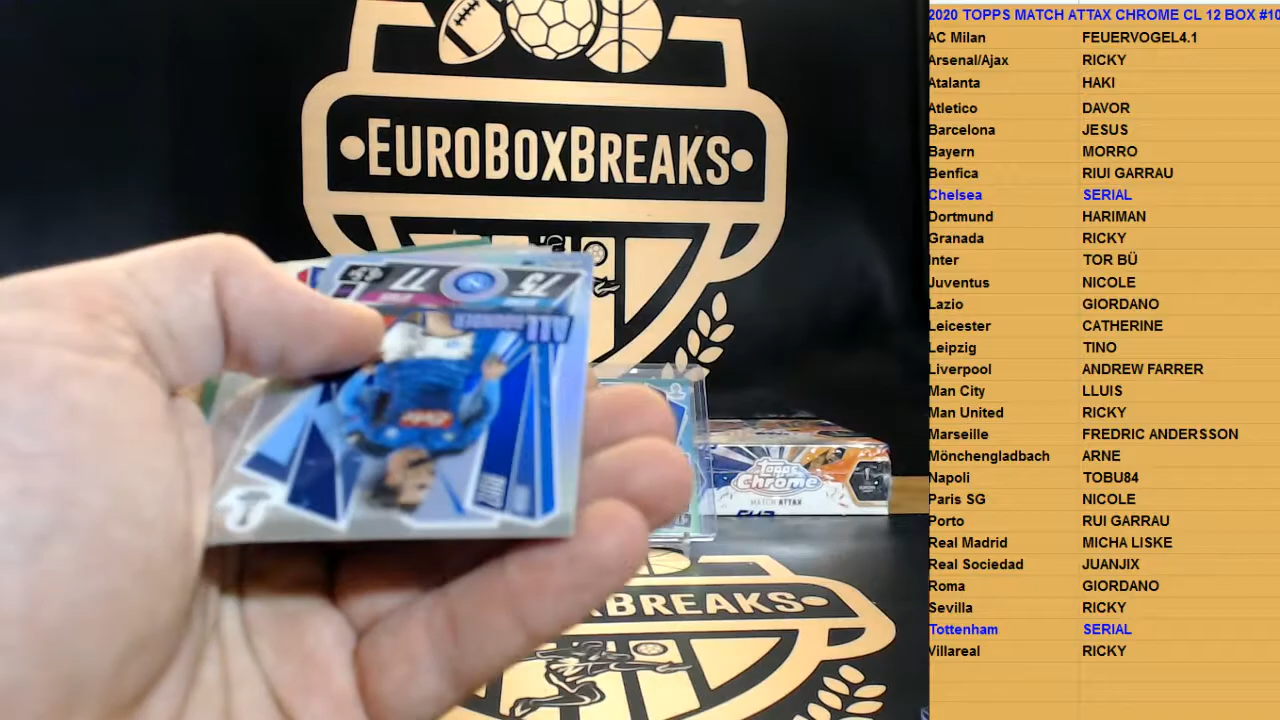 EUROBOXBREAKS
75
77
ALL ROUNDER
Topps
Chrome
MATCH ATTAX
BREAKS
2020 TOPPS MATCH ATTAX CHROME CL 12 BOX #10
AC Milan FEUERVOGEL4.1
Arsenal/Ajax RICKY
Atalanta HAKI
Atletico DAVOR
Barcelona JESUS
Bayern MORRO
Benfica RIUI GARRAU
Chelsea SERIAL
Dortmund HARIMAN
Granada RICKY
Inter TOR BÜ
Juventus NICOLE
Lazio GIORDANO
Leicester CATHERINE
Leipzig TINO
Liverpool ANDREW FARRER
Man City LLUIS
Man United RICKY
Marseille FREDRIC ANDERSSON
Mönchengladbach ARNE
Napoli TOBU84
Paris SG NICOLE
Porto RUI GARRAU
Real Madrid MICHA LISKE
Real Sociedad JUANJIX
Roma GIORDANO
Sevilla RICKY
Tottenham SERIAL
Villareal RICKY